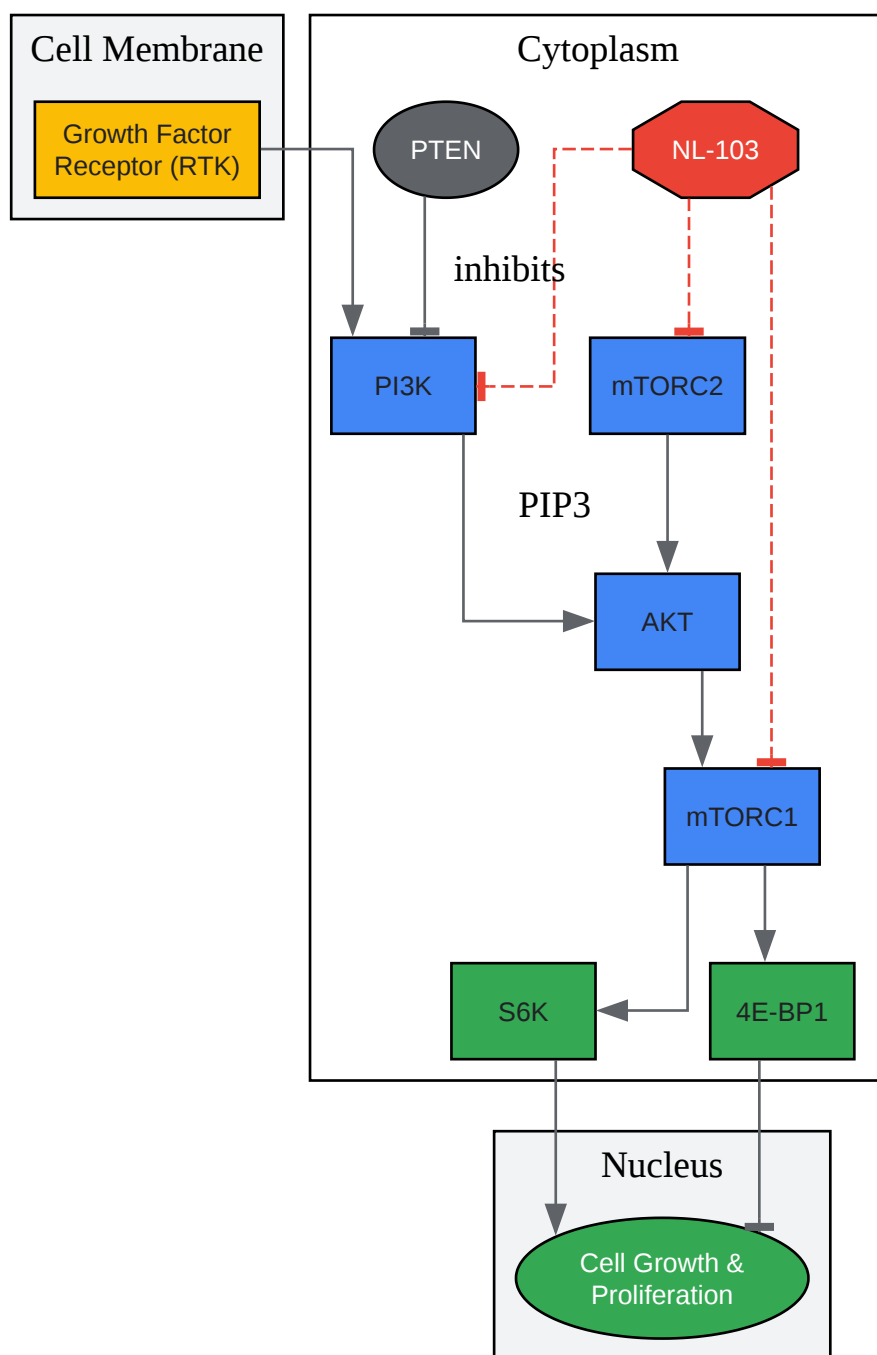 Cell Membrane
Growth Factor
Receptor (RTK)
Cytoplasm
PTEN
NL-103
inhibits
PI3K
mTORC2
PIP3
AKT
mTORC1
S6K
4E-BP1
Nucleus
Cell Growth &
Proliferation